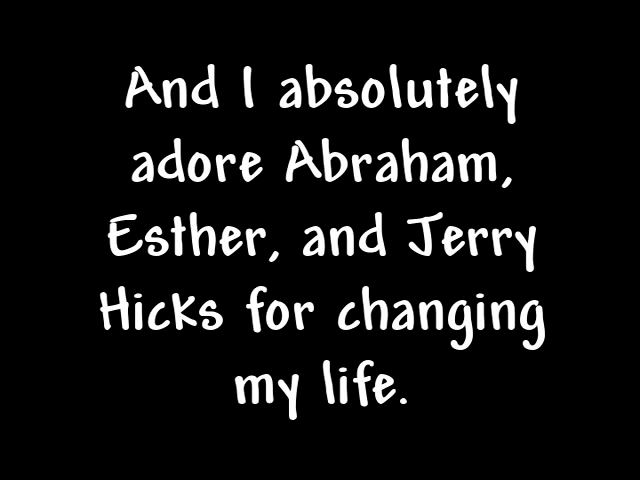 And I absolutely
adore Abraham,
Esther, and Jerry
Hicks for changing
my life.